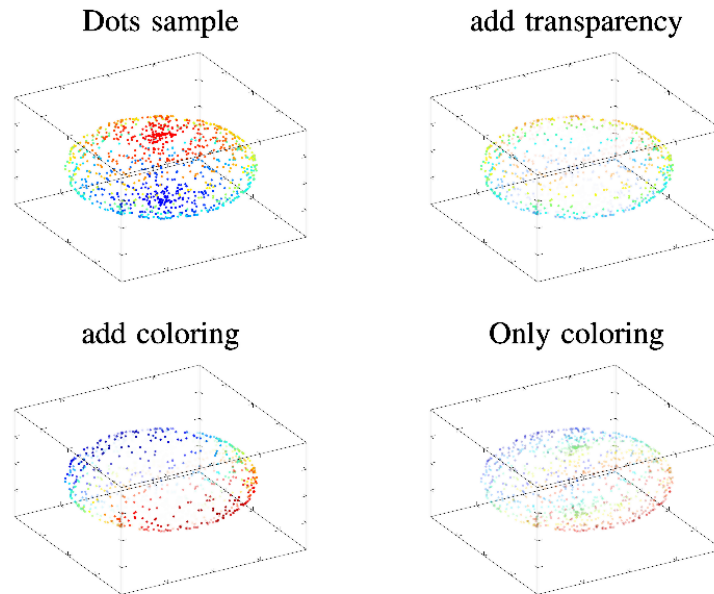 Dots sample
add transparency
add coloring
Only coloring